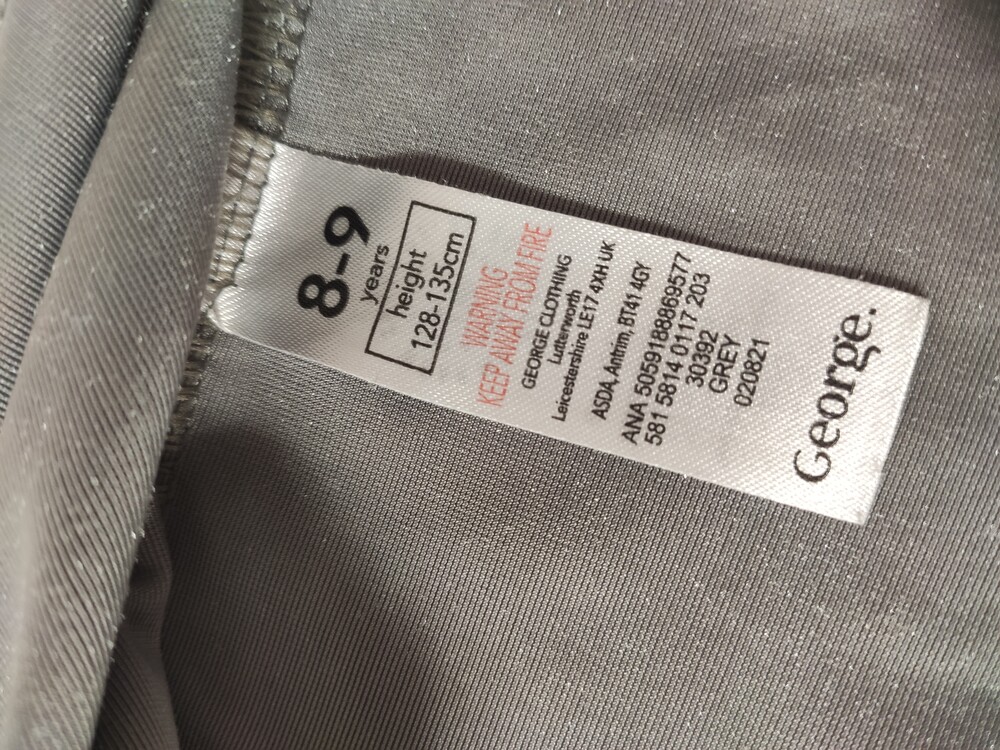 8-9
years
height
128-135cm
WARNING
KEEP AWAY FROM FIRE
GEORGE CLOTHING
Lutterworth
Leicestershire LE17 4XH UK
ASDA, Antrim, BT41 4GY
ANA 5059188869577
581 5814 0117 203
30392
GREY
020821
George.